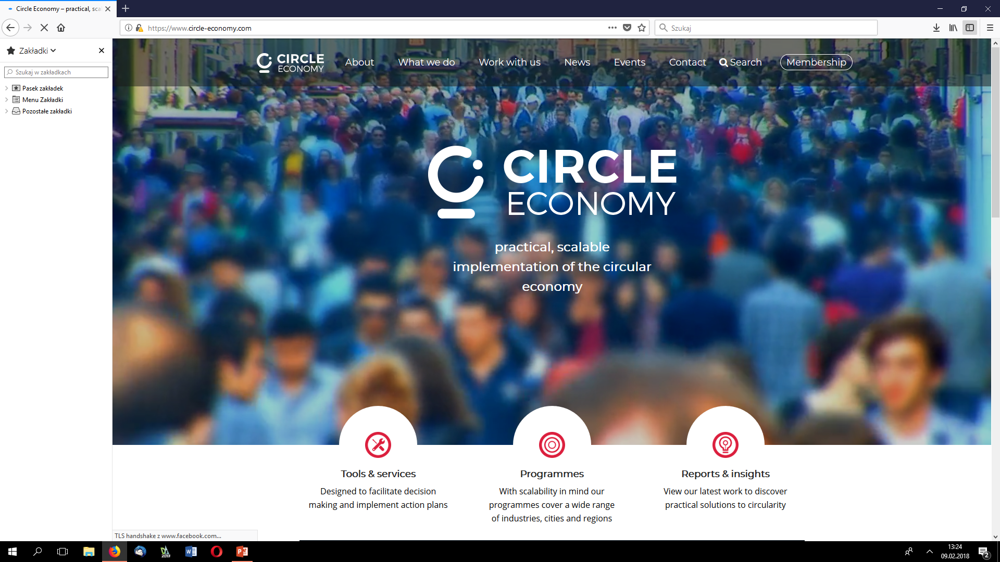 Circle Economy – practical, sca
https://www.circle-economy.com
Szukaj
Zakładki
Szukaj w zakładkach
Pasek zakładek
Menu Zakładki
Pozostałe zakładki
CIRCLE
ECONOMY
About What we do Work with us News Events Contact Search Membership
CIRCLE
ECONOMY
practical, scalable
implementation of the circular
economy
Tools & services
Designed to facilitate decision
making and implement action plans
Programmes
With scalability in mind our
programmes cover a wide range
of industries, cities and regions
Reports & insights
View our latest work to discover
practical solutions to circularity
TLS handshake z www.facebook.com...
2017
13:24
09.02.2018
2